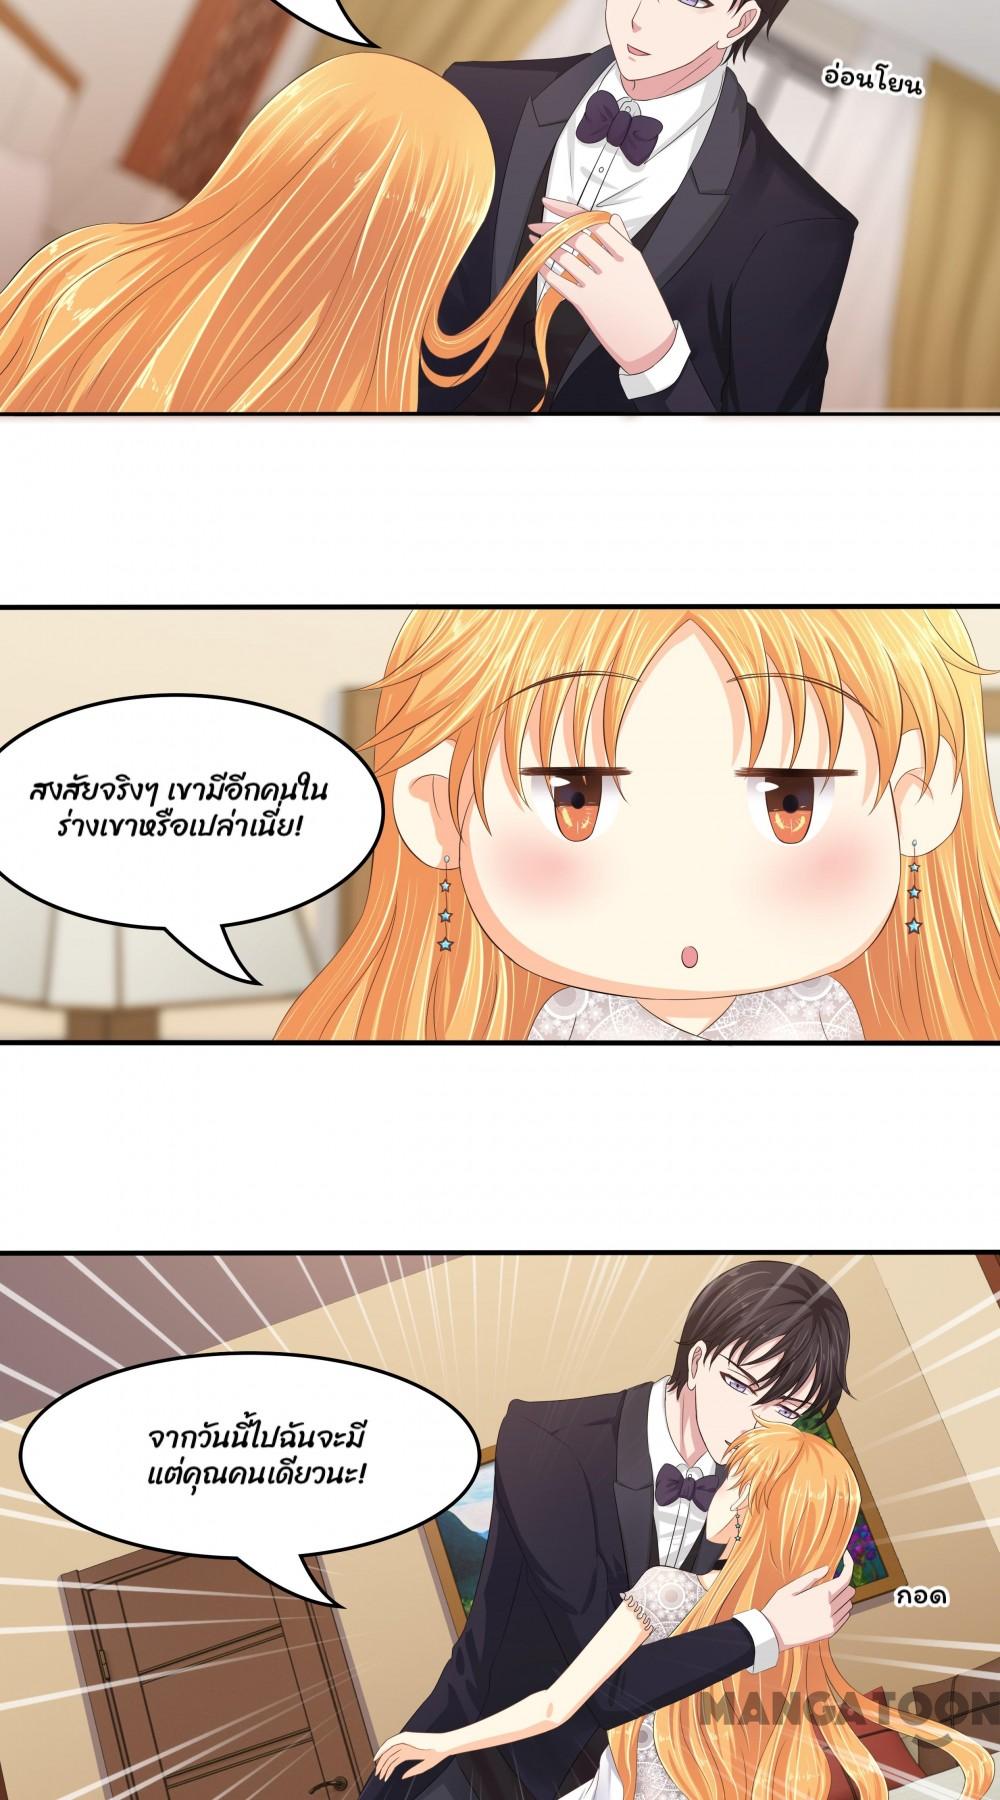 อ่อนโยน
สงสัยจริงๆ เขามีอีกคนใน
ร่างเขาหรือเปล่าเนี่ย!
จากวันนี้ไปฉันจะมี
แต่คุณคนเดียวนะ!
กอด
MANGATOON